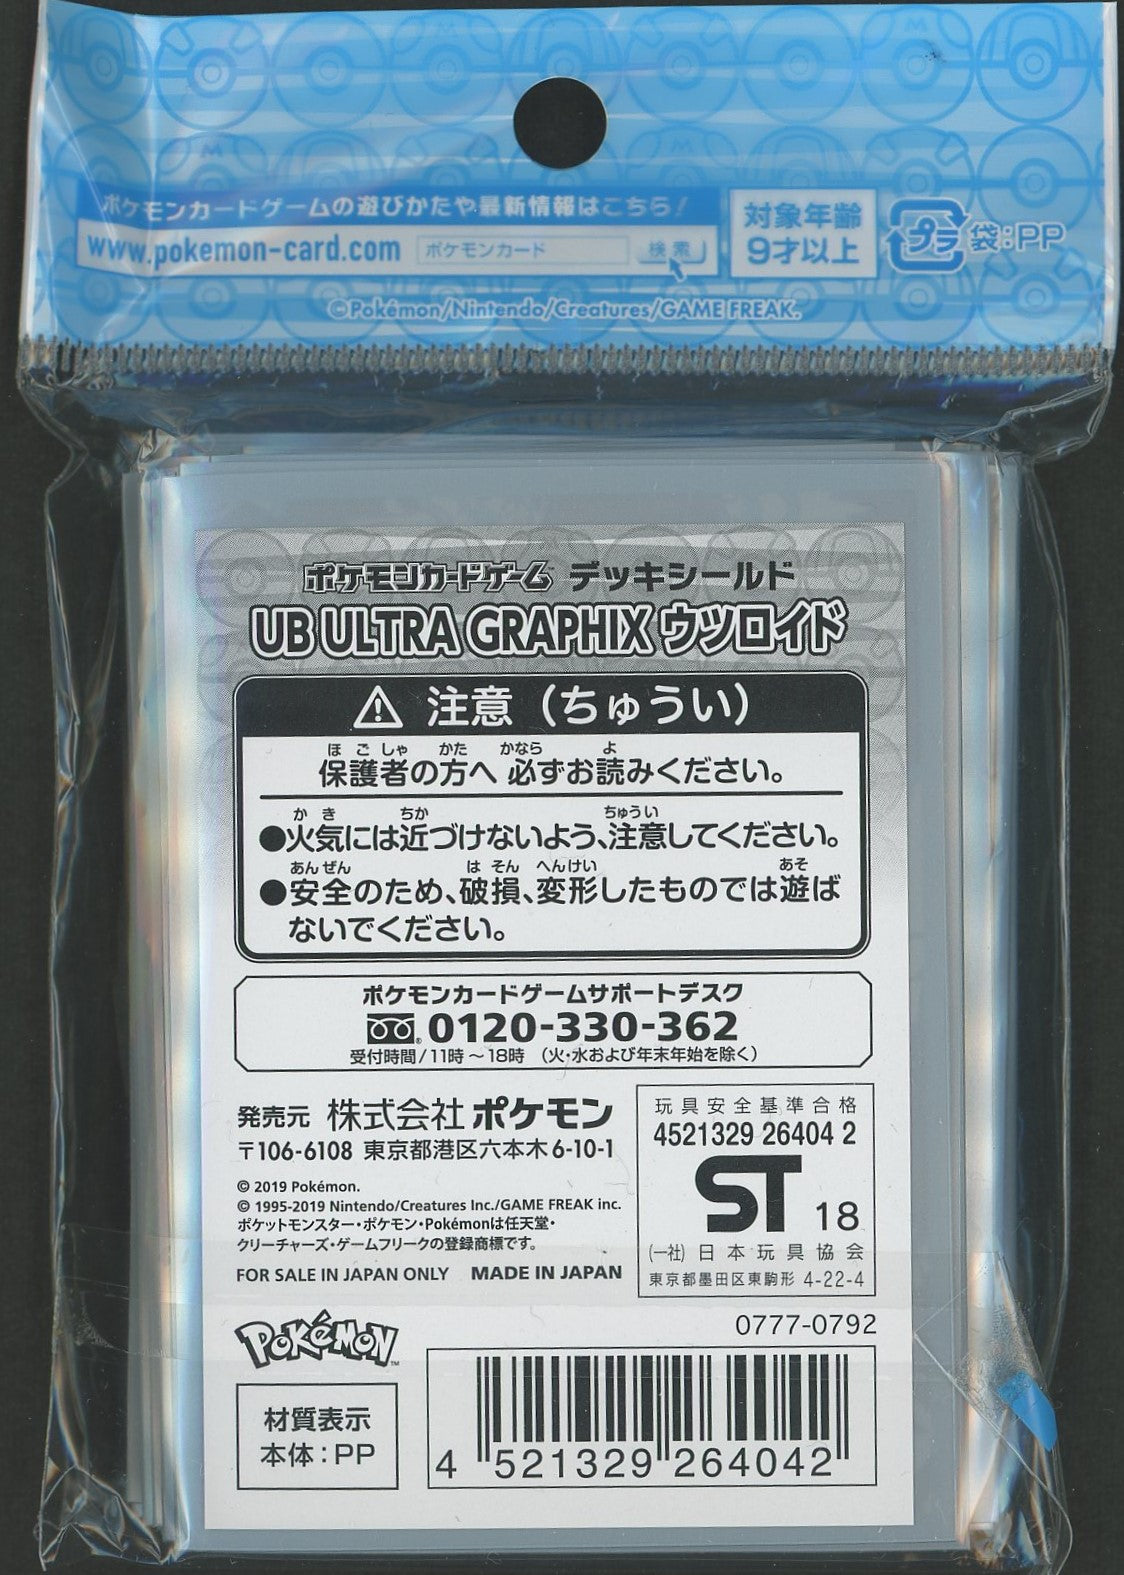 ポケモンカードゲームの遊びかたや最新情報はこちら!
www.pokemon-card.com ポケモンカード 検索
対象年齢
9才以上
プラ 袋:PP
©Pokémon/Nintendo/Creatures/GAME FREAK.
ポケモンカードゲーム™ デッキシールド
UB ULTRA GRAPHIX ウツロイド
⚠ 注意（ちゅうい）
ほごしゃ かた かなら よ
保護者の方へ 必ずお読みください。
かき ちか ちゅうい
●火気には近づけないよう、注意してください。
あんぜん はそん へんけい あそ
●安全のため、破損、変形したものでは遊ば
ないでください。
ポケモンカードゲームサポートデスク
0120-330-362
受付時間/11時～18時 （火・水および年末年始を除く）
発売元 株式会社 ポケモン
〒106-6108 東京都港区六本木6-10-1
© 2019 Pokémon.
© 1995-2019 Nintendo/Creatures Inc./GAME FREAK inc.
ポケットモンスター・ポケモン・Pokémonは任天堂・
クリーチャーズ・ゲームフリークの登録商標です。
FOR SALE IN JAPAN ONLY MADE IN JAPAN
玩具安全基準合格
4521329 26404 2
ST 18
(一社) 日本玩具協会
東京都墨田区東駒形 4-22-4
POKéMON™
0777-0792
材質表示
本体:PP
4 521329 264042